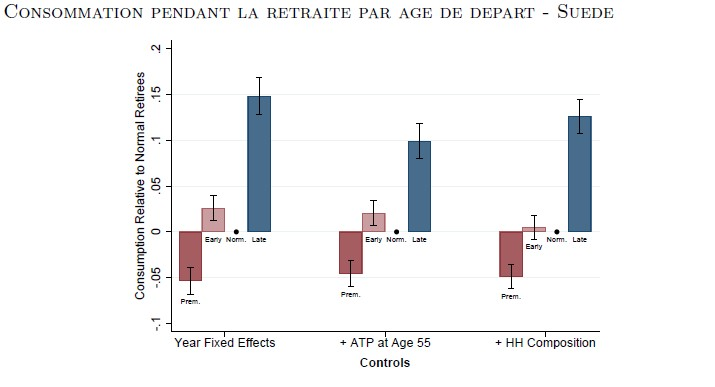 CONSOMMATION PENDANT LA RETRAITE PAR AGE DE DEPART - SUEDE
Consumption Relative to Normal Retirees
.2
.15
.1
.05
0
-.05
-.1
Prem.
Early
Norm.
Late
Prem.
Early
Norm.
Late
Prem.
Early
Norm.
Late
Year Fixed Effects
+ ATP at Age 55
+ HH Composition
Controls